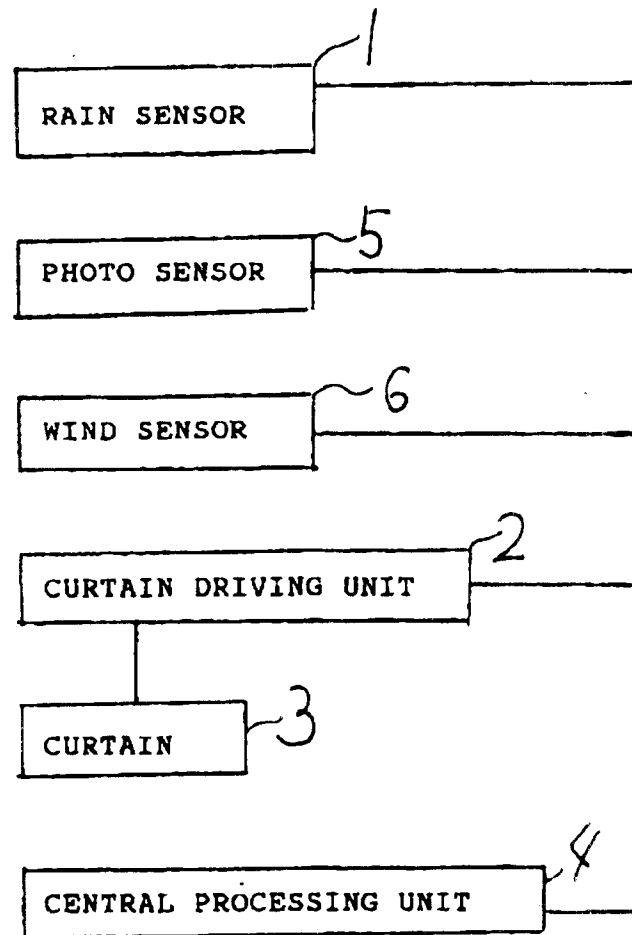 1
RAIN SENSOR
5
PHOTO SENSOR
6
WIND SENSOR
2
CURTAIN DRIVING UNIT
3
CURTAIN
4
CENTRAL PROCESSING UNIT